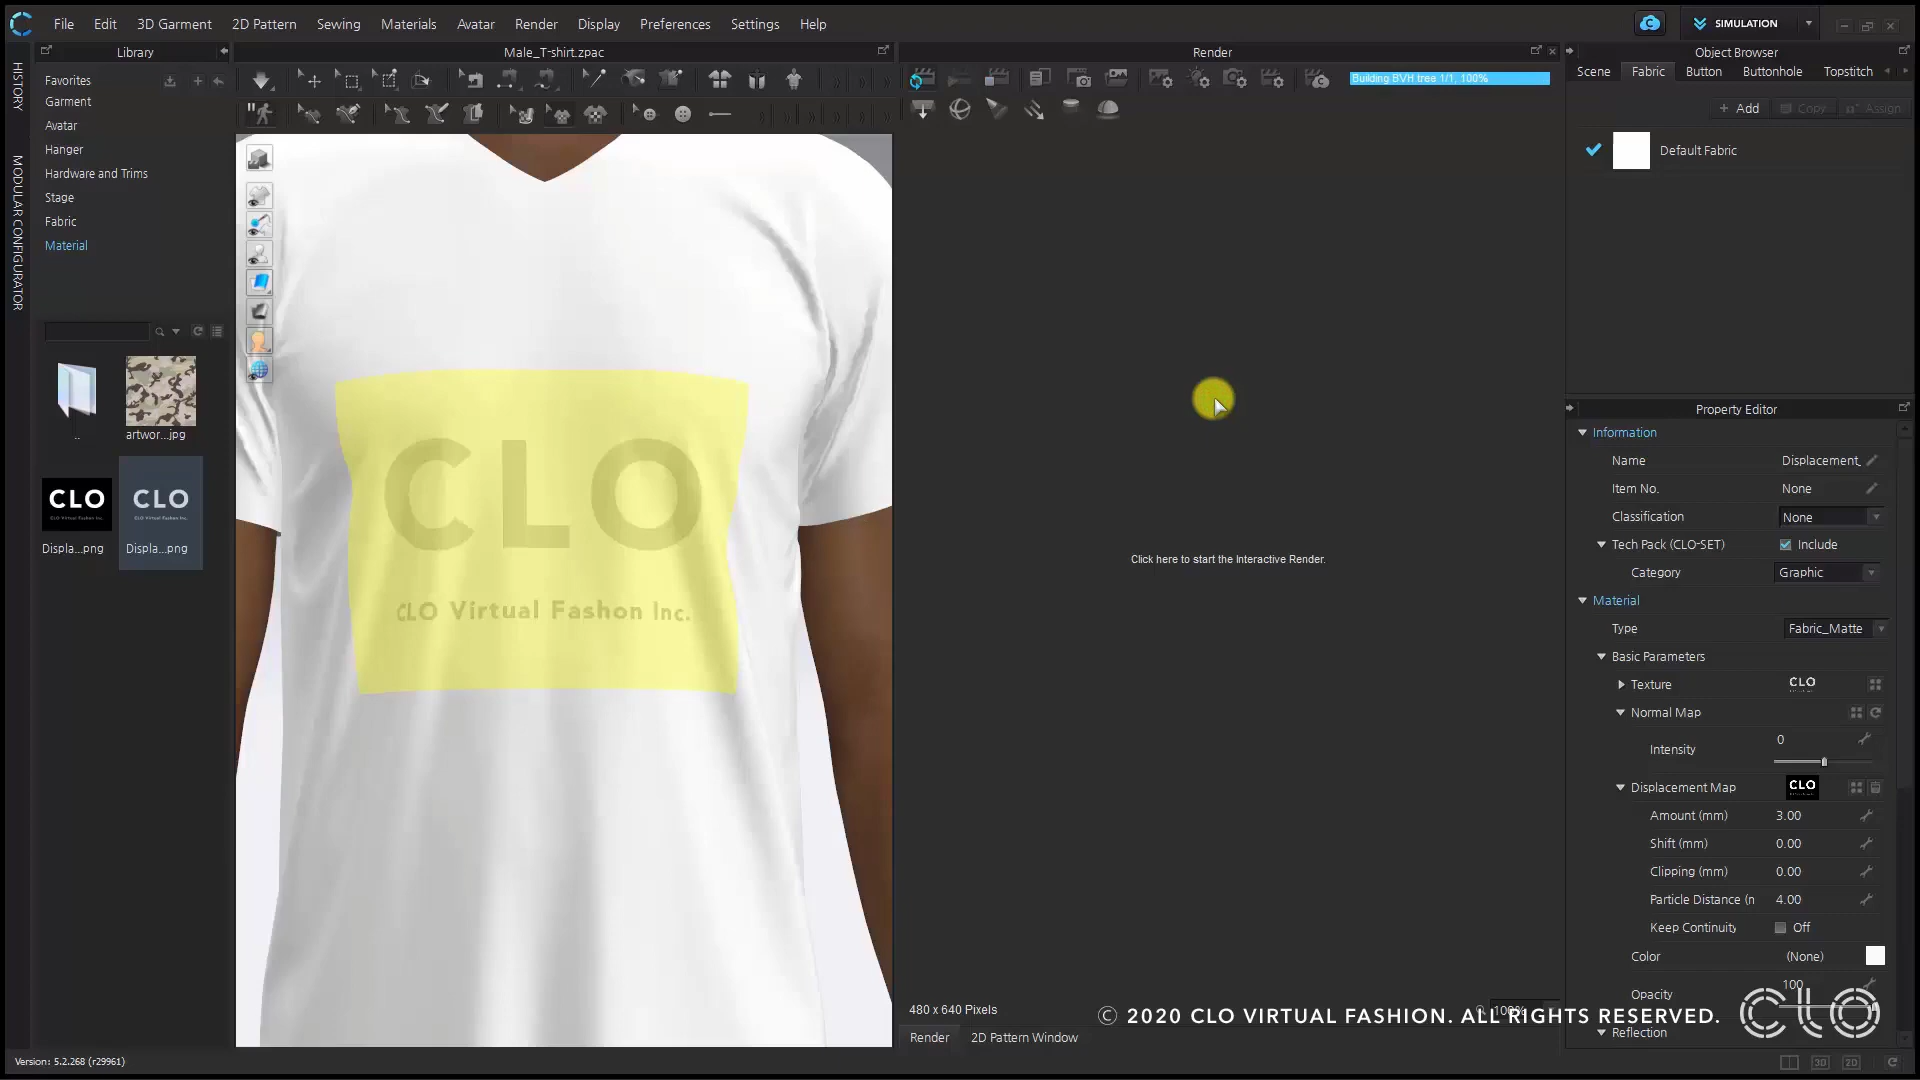 File Edit 3D Garment 2D Pattern Sewing Materials Avatar Render Display Preferences Settings Help
SIMULATION
HISTORY
MODULAR CONFIGURATOR
Library
Favorites
Garment
Avatar
Hanger
Hardware and Trims
Stage
Fabric
Material
..
artwor...jpg
CLO
CLO
Displa...png
Displa...png
Male_T-shirt.zpac
CLO
CLO Virtual Fashon Inc.
Render
Building BVH tree 1/1, 100%
Click here to start the Interactive Render.
480 x 640 Pixels
100%
Render 2D Pattern Window
Object Browser
Scene Fabric Button Buttonhole Topstitch
+ Add Copy Assign
Default Fabric
Property Editor
Information
Name Displacement_
Item No. None
Classification None
Tech Pack (CLO-SET) Include
Category Graphic
Material
Type Fabric_Matte
Basic Parameters
Texture CLO
Normal Map
Intensity 0
Displacement Map CLO
Amount (mm) 3.00
Shift (mm) 0.00
Clipping (mm) 0.00
Particle Distance (n 4.00
Keep Continuity Off
Color (None)
Opacity 100
Reflection
© 2020 CLO VIRTUAL FASHION. ALL RIGHTS RESERVED. CLO
Version: 5.2.268 (r29961)
3D 2D